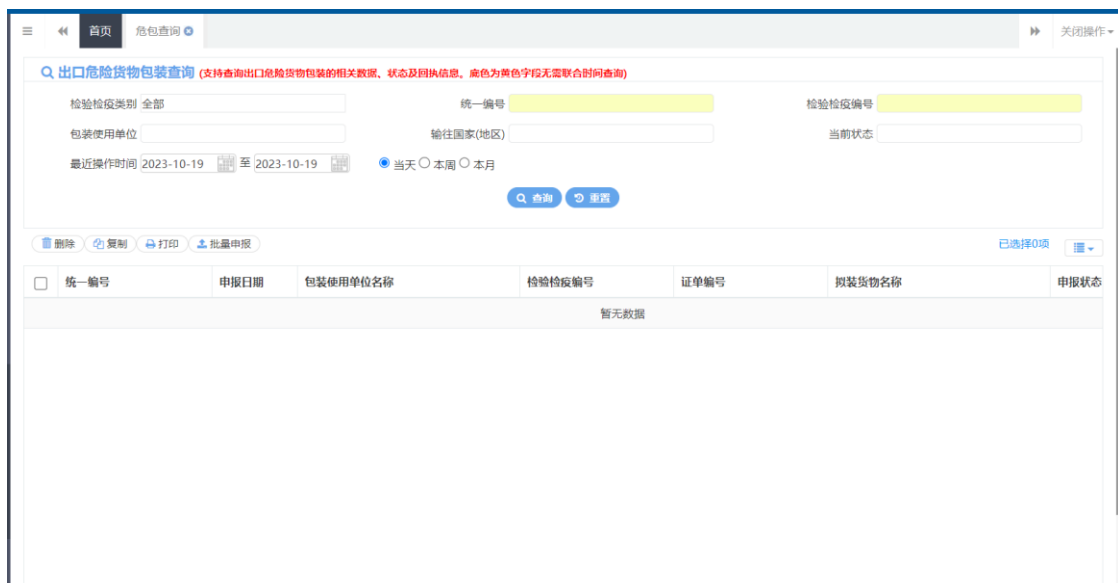 首页 危包查询 关闭操作
出口危险货物包装查询 (支持查询出口危险货物包装的相关数据、状态及回执信息，底色为黄色字段无需联合时间查询)
检验检疫类别 全部 统一编号 检验检疫编号
包装使用单位 输往国家(地区) 当前状态
最近操作时间 2023-10-19 至 2023-10-19 当天 本周 本月
查询 重置
删除 复制 打印 批量申报 已选择0项
统一编号 申报日期 包装使用单位名称 检验检疫编号 证单编号 拟装货物名称 申报状态
暂无数据